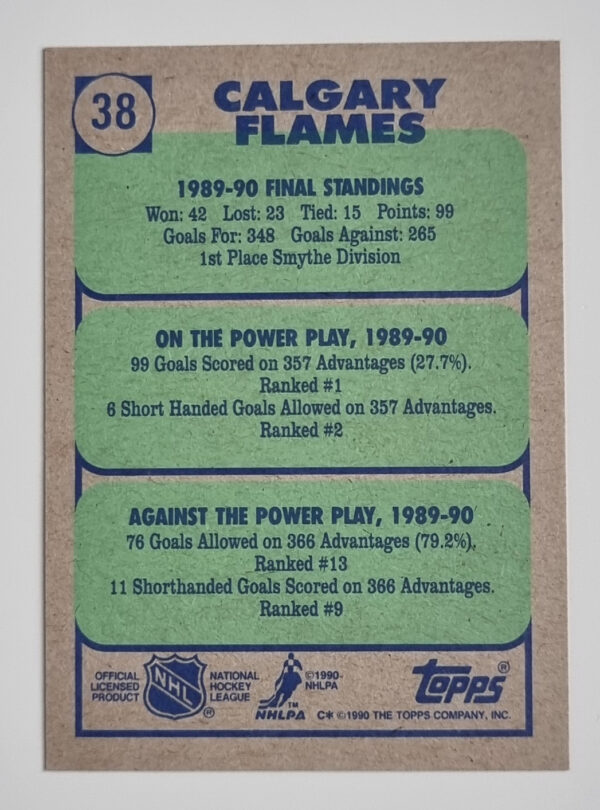 38
CALGARY
FLAMES
1989-90 FINAL STANDINGS
Won: 42 Lost: 23 Tied: 15 Points: 99
Goals For: 348 Goals Against: 265
1st Place Smythe Division
ON THE POWER PLAY, 1989-90
99 Goals Scored on 357 Advantages (27.7%).
Ranked #1
6 Short Handed Goals Allowed on 357 Advantages.
Ranked #2
AGAINST THE POWER PLAY, 1989-90
76 Goals Allowed on 366 Advantages (79.2%).
Ranked #13
11 Shorthanded Goals Scored on 366 Advantages.
Ranked #9
OFFICIAL
LICENSED
PRODUCT
NHL
®
NATIONAL
HOCKEY
LEAGUE
TM
NHLPA
©1990-
NHLPA
topps®
C* ©1990 THE TOPPS COMPANY, INC.